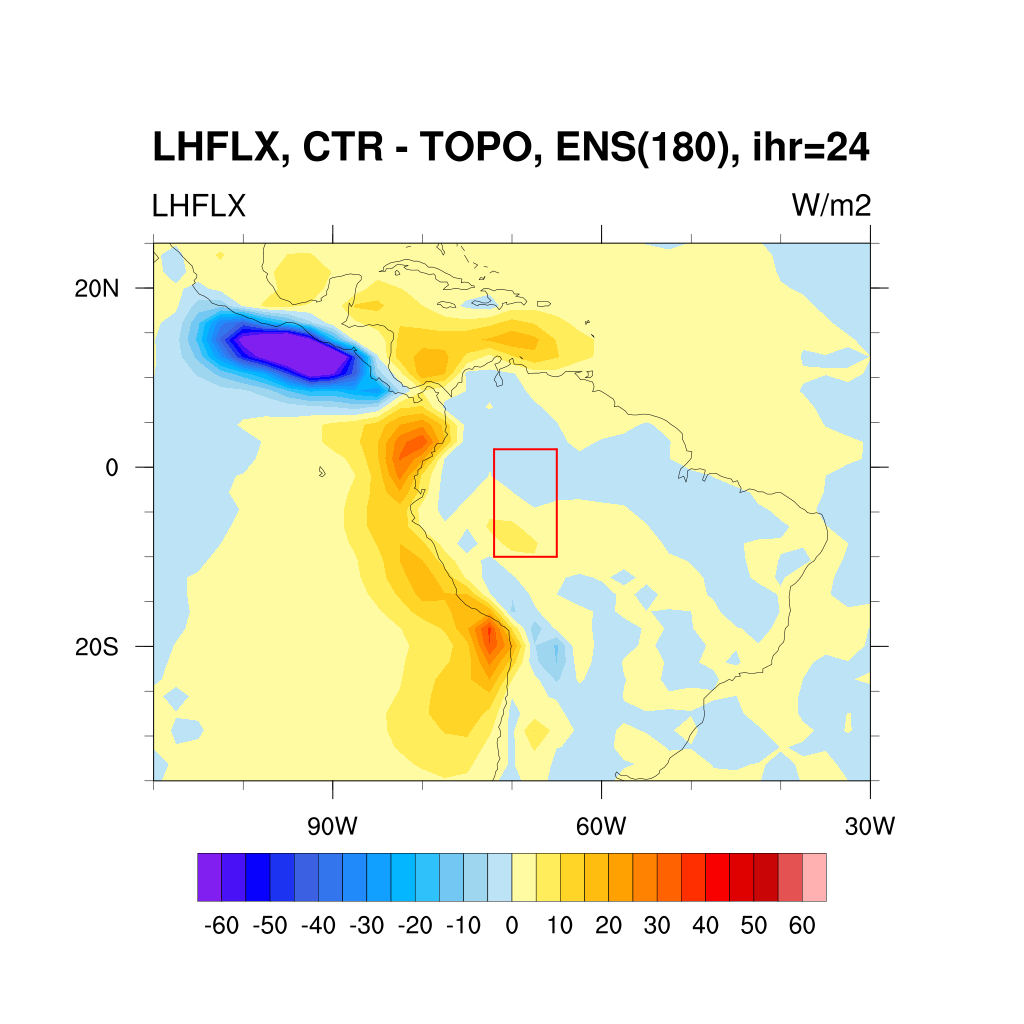 LHFLX, CTR - TOPO, ENS(180), ihr=24
LHFLX W/m2
20N
0
20S
90W 60W 30W
-60 -50 -40 -30 -20 -10 0 10 20 30 40 50 60